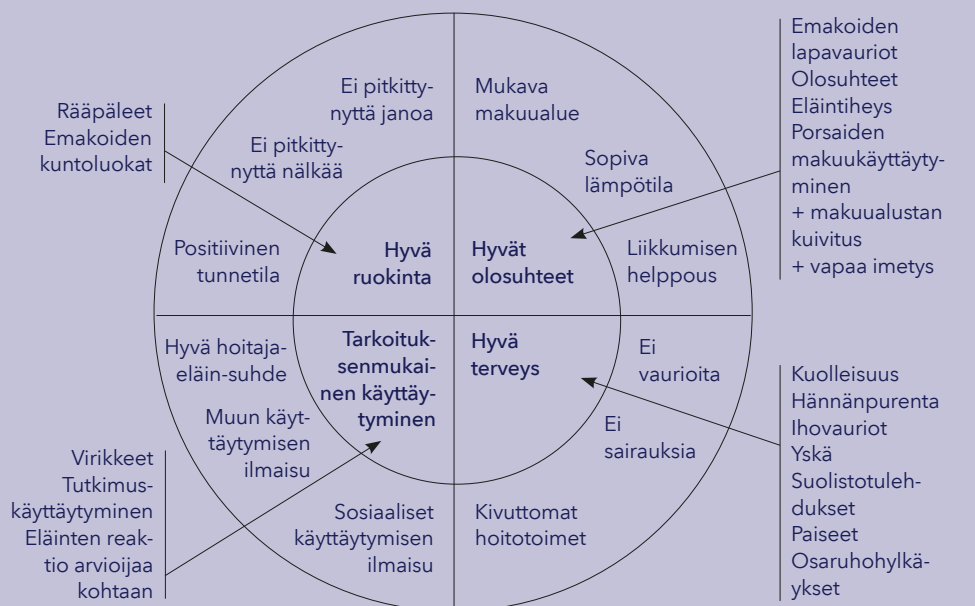 Rääpäleet
Emakoiden
kuntoluokat
Ei pitkitty-
nyttä janoa
Ei pitkitty-
nyttä nälkää
Positiivinen
tunnetila
Hyvä
ruokinta
Mukava
makuualue
Sopiva
lämpötila
Liikkumisen
helppous
Hyvät
olosuhteet
Emakoiden
lapavauriot
Olosuhteet
Eläintiheys
Porsaiden
makuukäyttäyty-
minen
+ makuualustan
kuivitus
+ vapaa imetys
Hyvä hoitaja-
eläin-suhde
Muun käyt-
täytymisen
ilmaisu
Sosiaaliset
käyttäytymisen
ilmaisu
Tarkoituk-
senmukai-
nen käyttäy-
tyminen
Virikkeet
Tutkimus-
käyttäytyminen
Eläinten reak-
tio arvioijaa
kohtaan
Hyvä
terveys
Ei
vaurioita
Ei
sairauksia
Kivuttomat
hoitotoimet
Kuolleisuus
Hännänpurenta
Ihovauriot
Yskä
Suolistotuleh-
dukset
Paiseet
Osaruhohylkä-
ykset